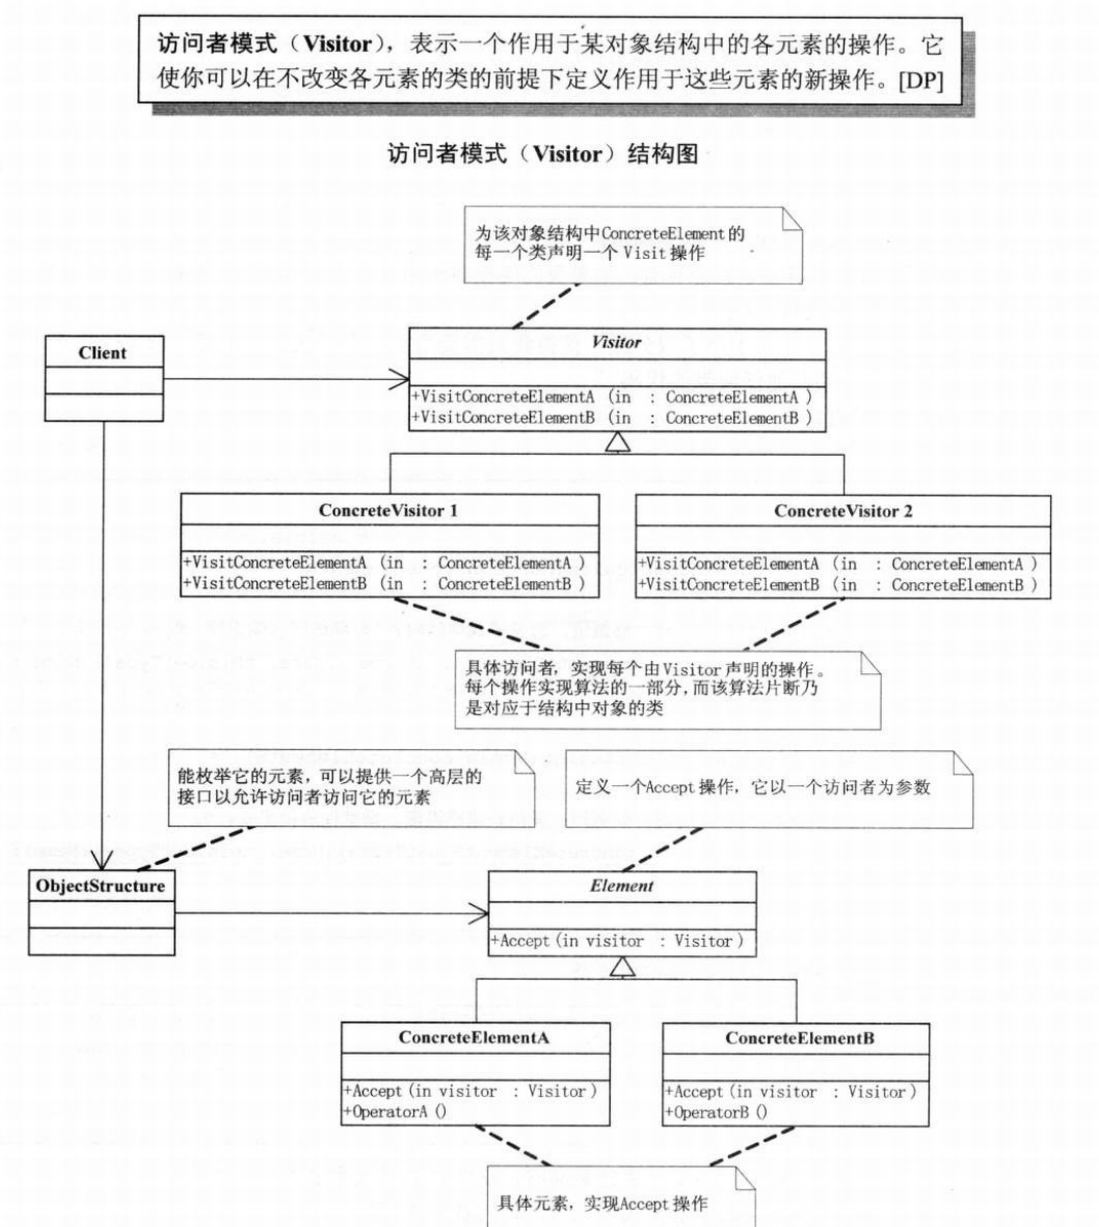 访问者模式（Visitor），表示一个作用于某对象结构中的各元素的操作。它
使你可以在不改变各元素的类的前提下定义作用于这些元素的新操作。[DP]
访问者模式（Visitor）结构图
为该对象结构中ConcreteElement的
每一个类声明一个 Visit 操作
Client
Visitor
+VisitConcreteElementA (in : ConcreteElementA )
+VisitConcreteElementB (in : ConcreteElementB )
ConcreteVisitor 1
+VisitConcreteElementA (in : ConcreteElementA )
+VisitConcreteElementB (in : ConcreteElementB )
ConcreteVisitor 2
+VisitConcreteElementA (in : ConcreteElementA )
+VisitConcreteElementB (in : ConcreteElementB )
具体访问者，实现每个由Visitor声明的操作。
每个操作实现算法的一部分，而该算法片断乃
是对应于结构中对象的类
能枚举它的元素，可以提供一个高层的
接口以允许访问者访问它的元素
定义一个Accept 操作，它以一个访问者为参数
ObjectStructure
Element
+Accept (in visitor : Visitor )
ConcreteElementA
+Accept (in visitor : Visitor )
+OperatorA ()
ConcreteElementB
+Accept (in visitor : Visitor )
+OperatorB ()
具体元素，实现Accept 操作